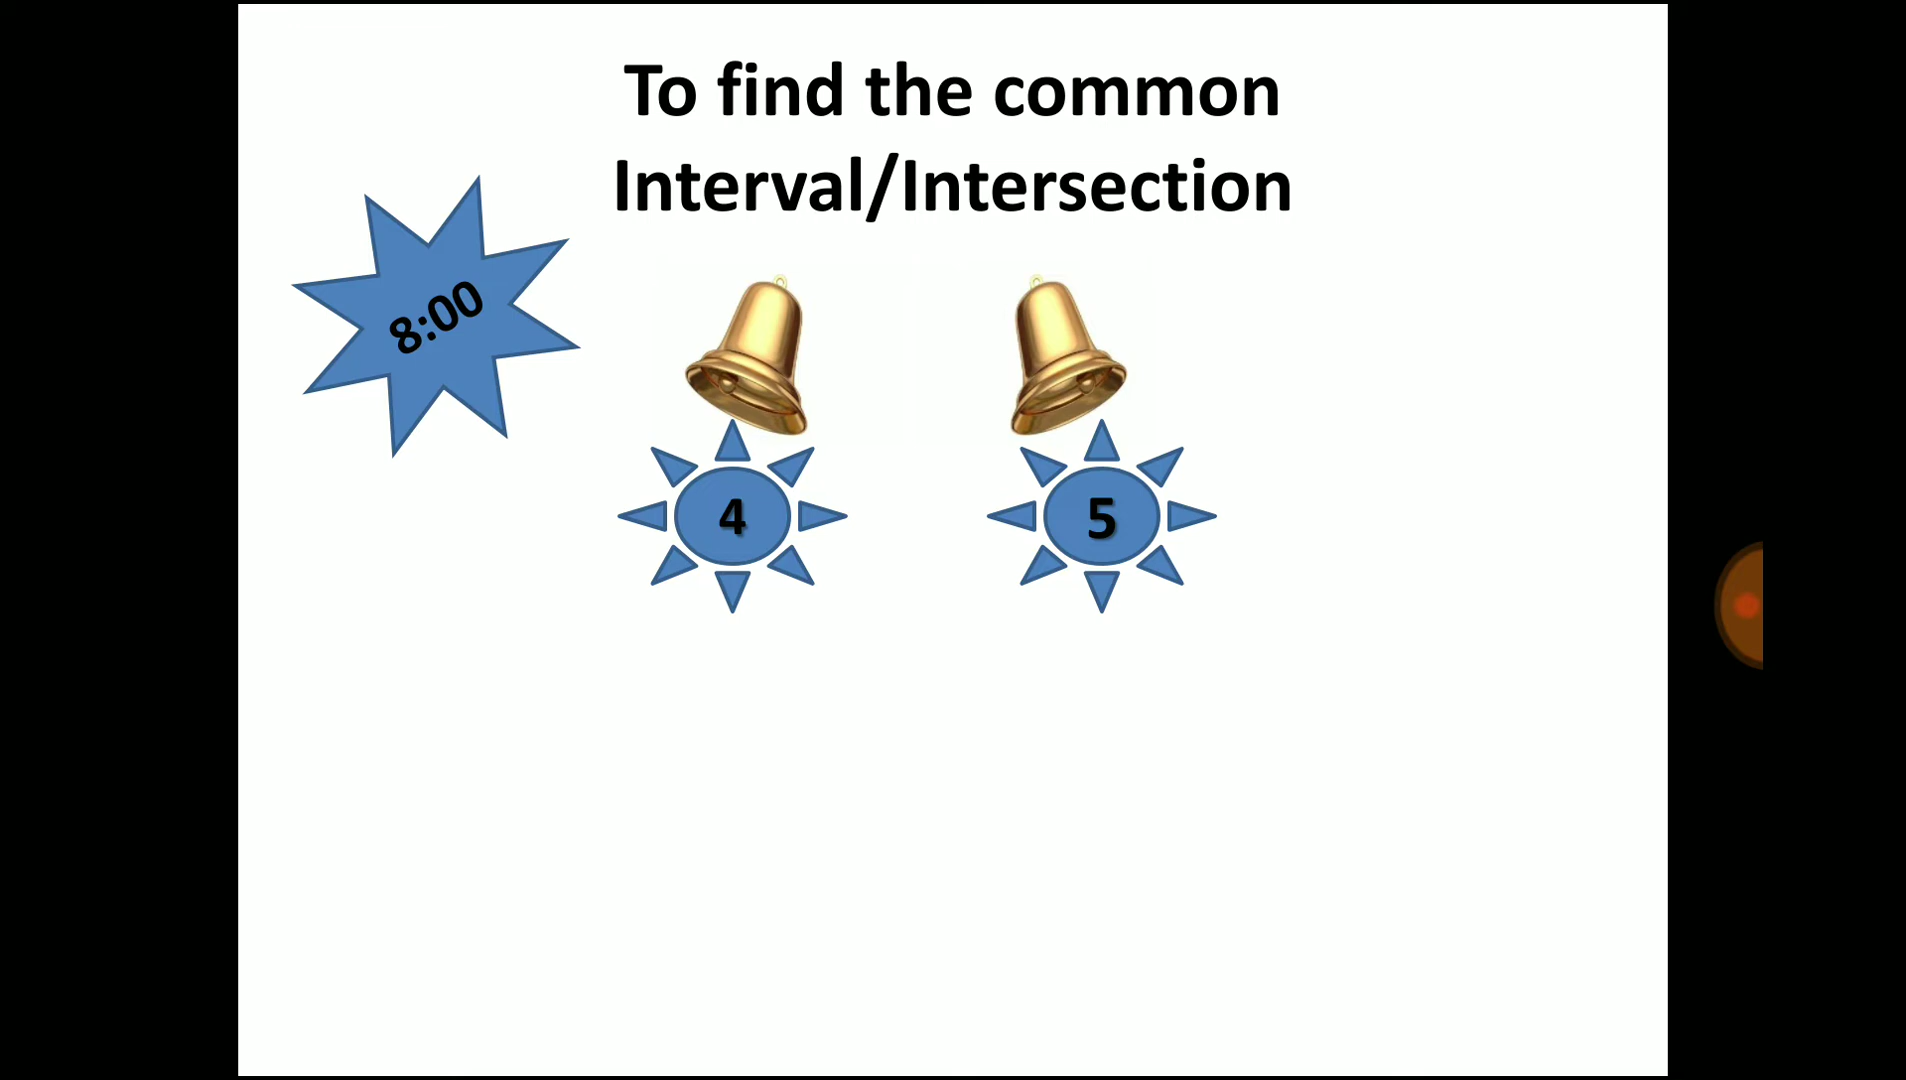 To find the common
Interval/Intersection
8:00
4
5